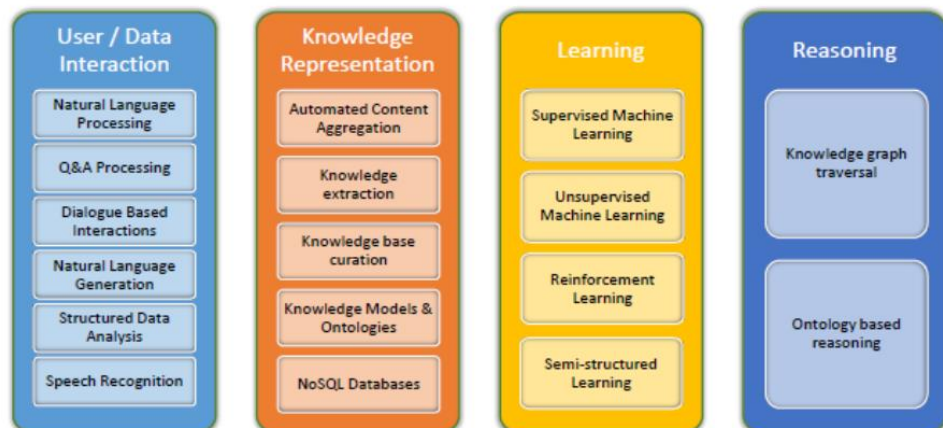 User / Data
Interaction
Natural Language
Processing
Q&A Processing
Dialogue Based
Interactions
Natural Language
Generation
Structured Data
Analysis
Speech Recognition
Knowledge
Representation
Automated Content
Aggregation
Knowledge
extraction
Knowledge base
curation
Knowledge Models &
Ontologies
NoSQL Databases
Learning
Supervised Machine
Learning
Unsupervised
Machine Learning
Reinforcement
Learning
Semi-structured
Learning
Reasoning
Knowledge graph
traversal
Ontology based
reasoning